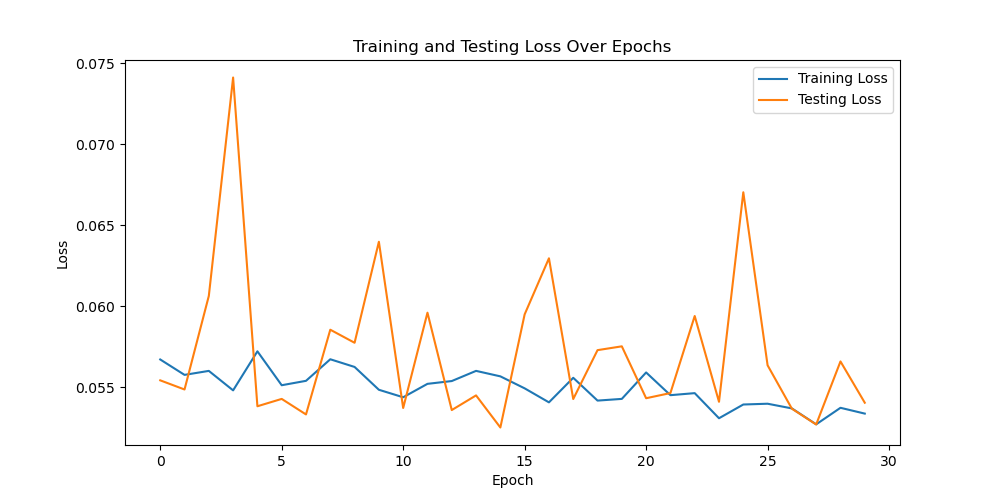 Training and Testing Loss Over Epochs
Training Loss
Testing Loss
0.075
0.070
0.065
0.060
0.055
Loss
0 5 10 15 20 25 30
Epoch